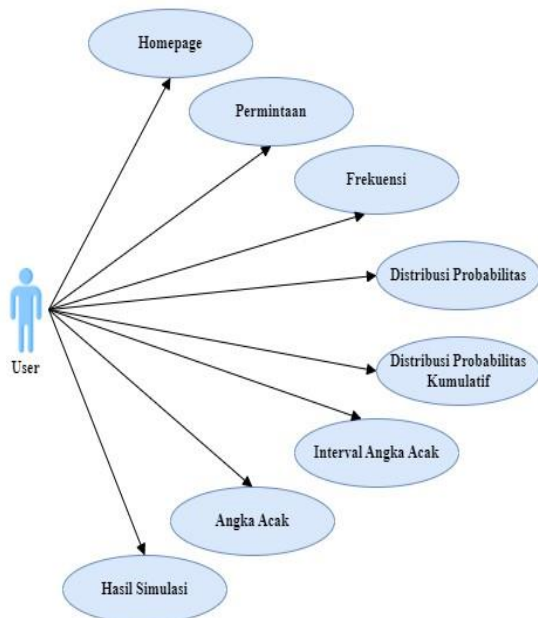 Homepage
Permintaan
Frekuensi
Distribusi Probabilitas
User
Distribusi Probabilitas
Kumulatif
Interval Angka Acak
Angka Acak
Hasil Simulasi